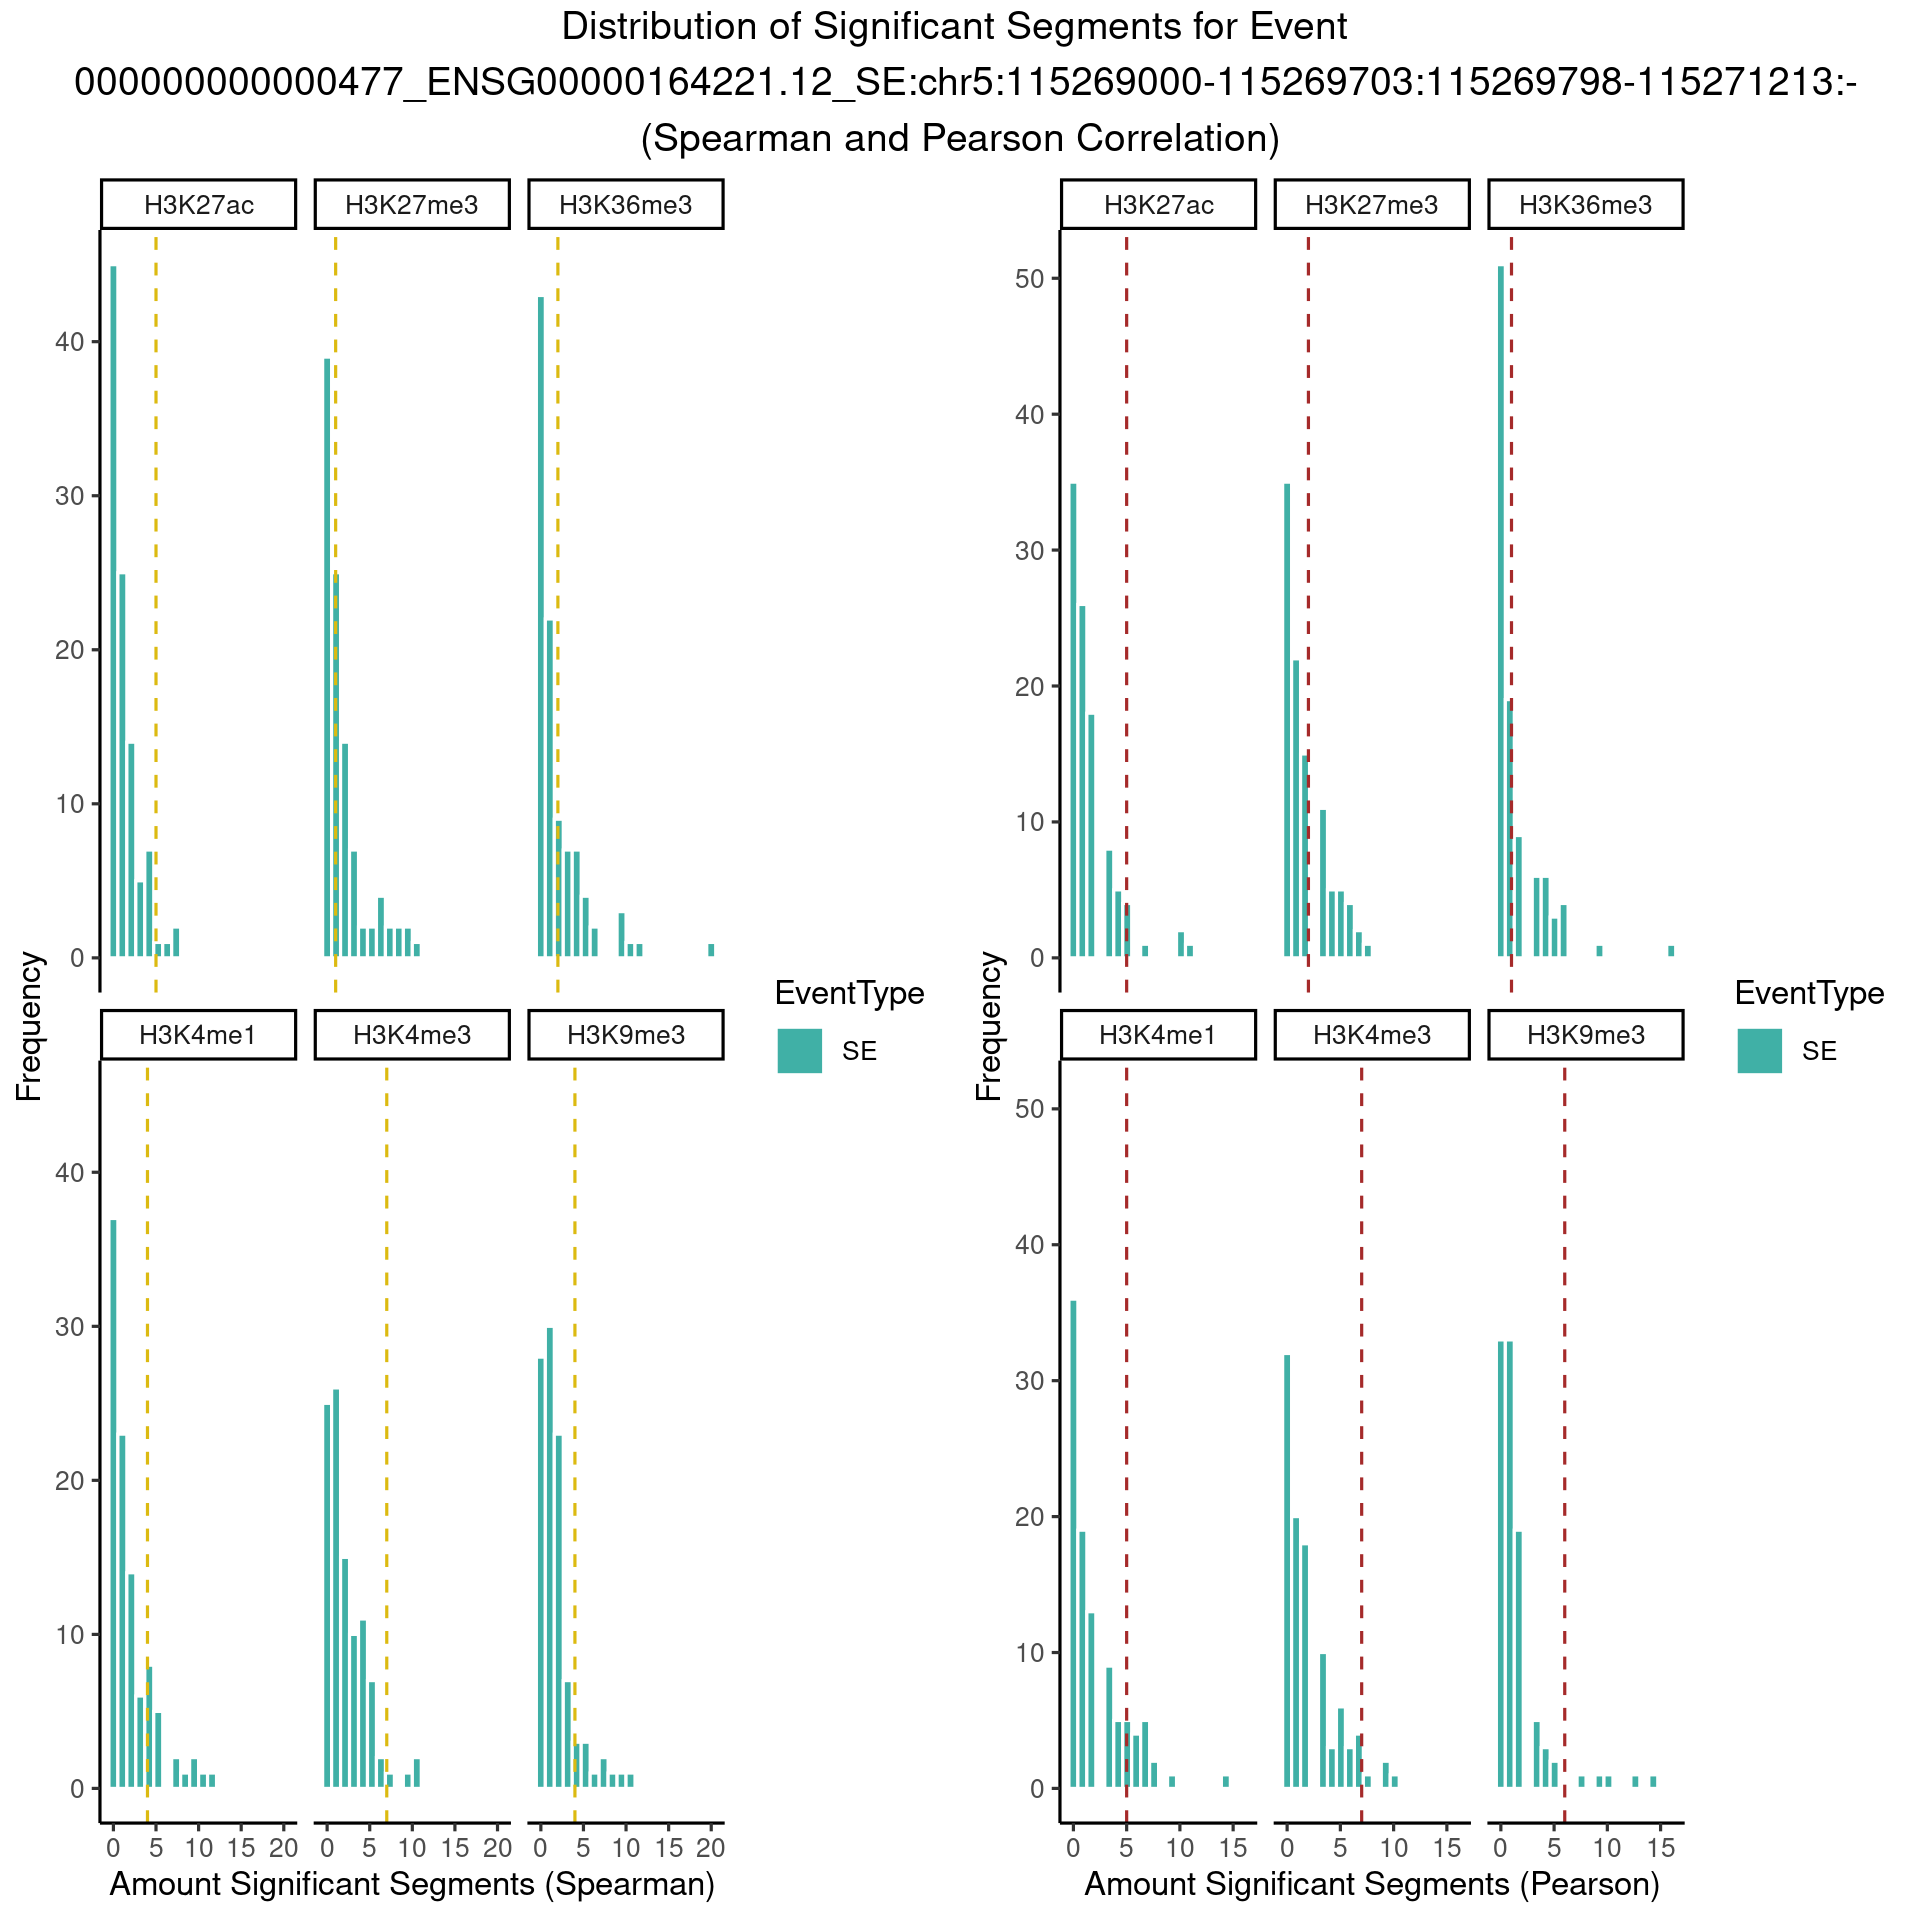 Distribution of Significant Segments for Event
000000000000477_ENSG00000164221.12_SE:chr5:115269000-115269703:115269798-115271213:-
(Spearman and Pearson Correlation)
H3K27ac H3K27me3 H3K36me3
40
30
20
10
0
H3K4me1 H3K4me3 H3K9me3
40
30
20
10
0
0 5 10 15 20 0 5 10 15 20 0 5 10 15 20
Amount Significant Segments (Spearman)
Frequency
EventType
SE
H3K27ac H3K27me3 H3K36me3
50
40
30
20
10
0
H3K4me1 H3K4me3 H3K9me3
50
40
30
20
10
0
0 5 10 15 0 5 10 15 0 5 10 15
Amount Significant Segments (Pearson)
Frequency
EventType
SE